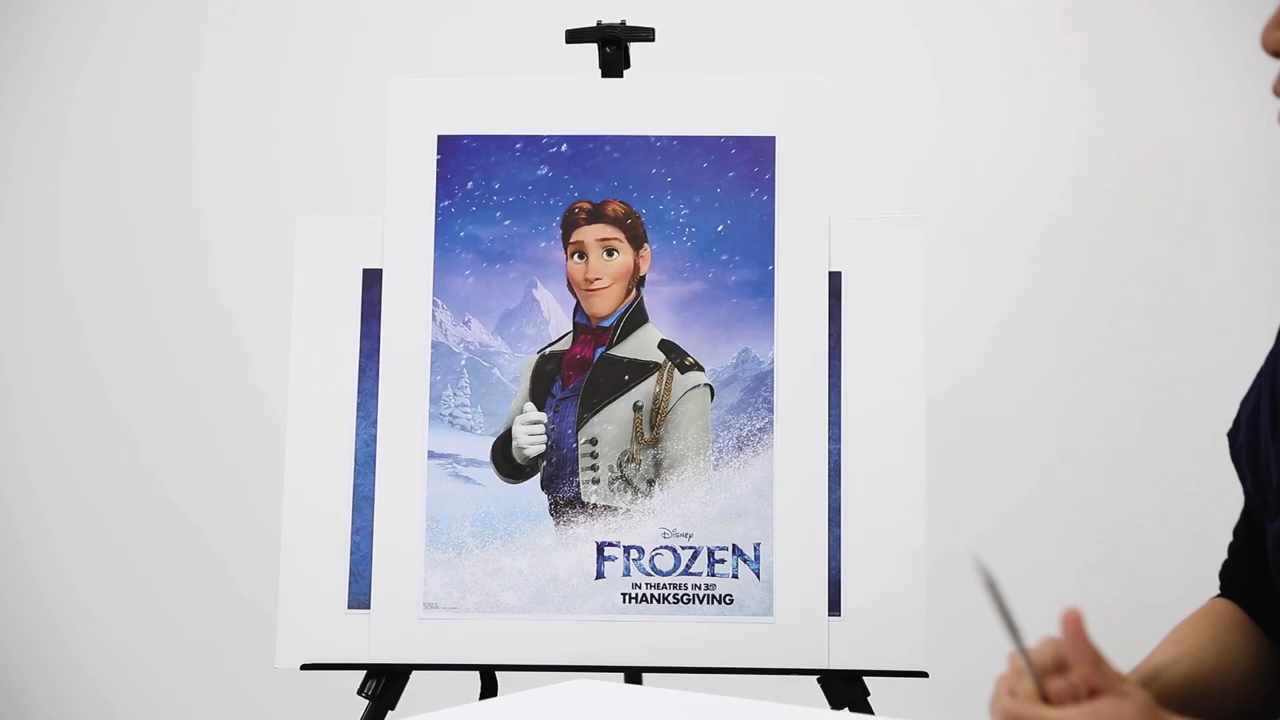 Disney
FROZEN
IN THEATRES IN 3D
THANKSGIVING